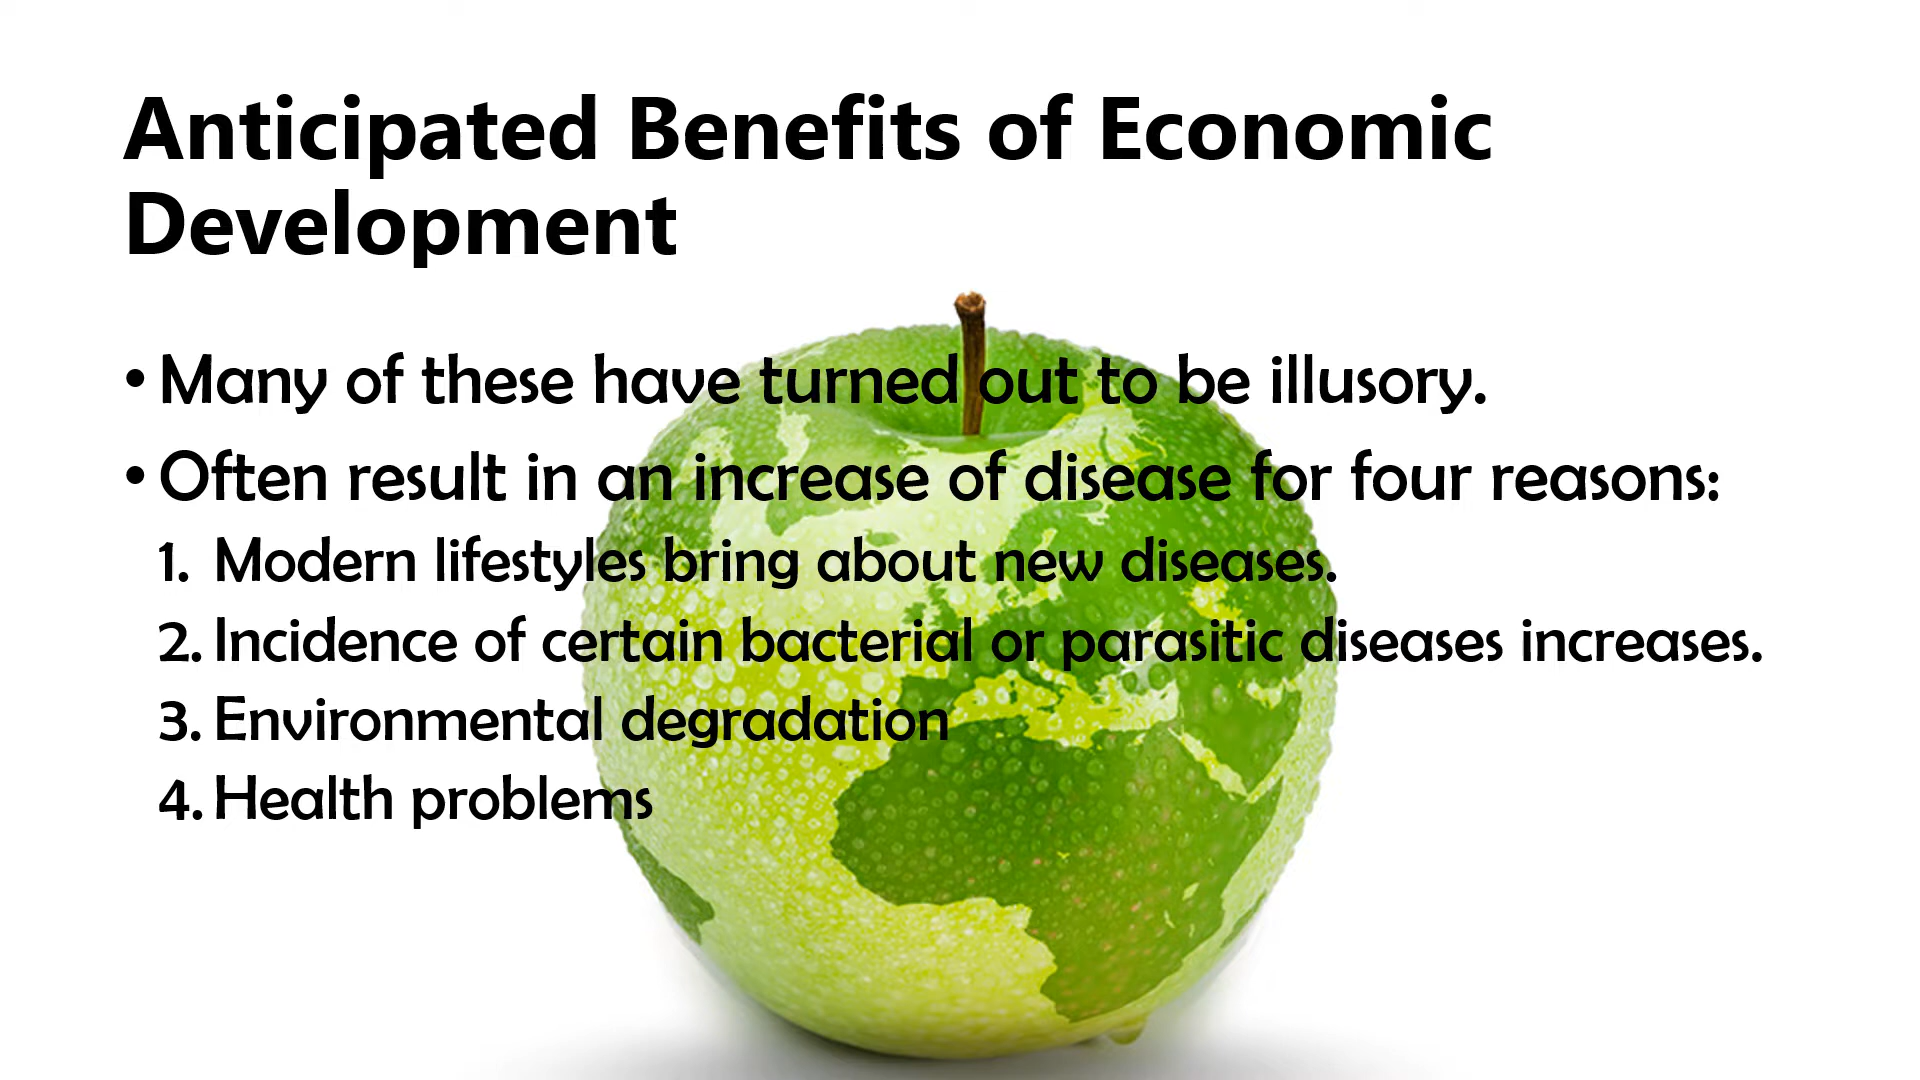 Anticipated Benefits of Economic
Development
• Many of these have turned out to be illusory.
• Often result in an increase of disease for four reasons:
1. Modern lifestyles bring about new diseases.
2. Incidence of certain bacterial or parasitic diseases increases.
3. Environmental degradation
4. Health problems